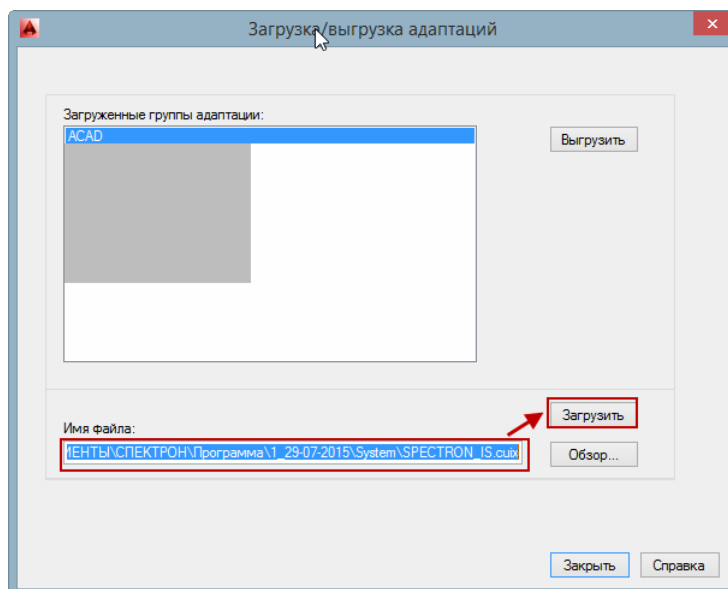 Загрузка/выгрузка адаптаций
Загруженные группы адаптации:
ACAD
Выгрузить
Загрузить
Имя файла:
ИЕНТЫ\СПЕКТРОН\Программа\1_29-07-2015\System\SPECTRON_IS.cuix
Обзор...
Закрыть
Справка